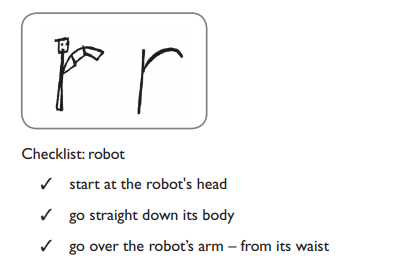 r
Checklist: robot
✓ start at the robot's head
✓ go straight down its body
✓ go over the robot’s arm – from its waist